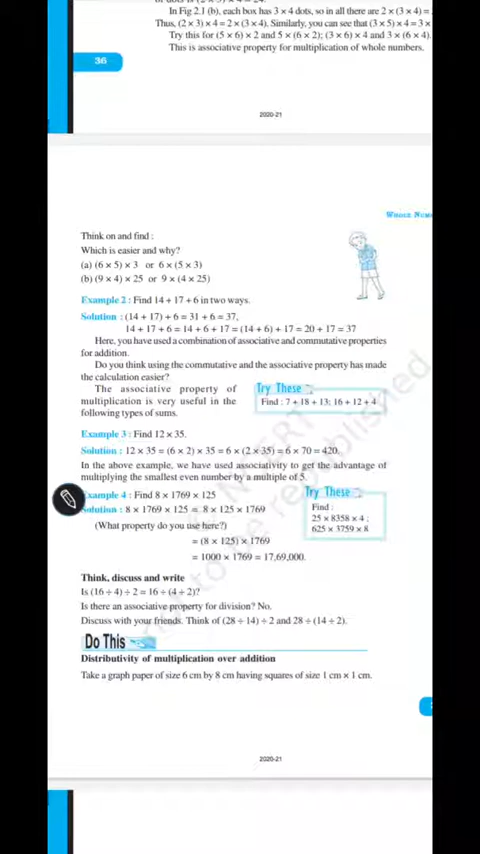 In Fig 2.1 (b), each box has 3 × 4 dots, so in all there are 2 × (3 × 4) =
Thus, (2 × 3) × 4 = 2 × (3 × 4). Similarly, you can see that (3 × 5) × 4 = 3 ×
Try this for (5 × 6) × 2 and 5 × (6 × 2); (3 × 6) × 4 and 3 × (6 × 4).
This is associative property for multiplication of whole numbers.
36
2020-21
Think on and find :
Which is easier and why?
(a) (6 × 5) × 3 or 6 × (5 × 3)
(b) (9 × 4) × 25 or 9 × (4 × 25)
Example 2 : Find 14 + 17 + 6 in two ways.
Solution : (14 + 17) + 6 = 31 + 6 = 37,
14 + 17 + 6 = 14 + 6 + 17 = (14 + 6) + 17 = 20 + 17 = 37
Here, you have used a combination of associative and commutative properties
for addition.
Do you think using the commutative and the associative property has made
the calculation easier?
The associative property of
multiplication is very useful in the
following types of sums.
Try These
Find : 7 + 18 + 13; 16 + 12 + 4
Example 3 : Find 12 × 35.
Solution : 12 × 35 = (6 × 2) × 35 = 6 × (2 × 35) = 6 × 70 = 420.
In the above example, we have used associativity to get the advantage of
multiplying the smallest even number by a multiple of 5.
xample 4 : Find 8 × 1769 × 125
olution : 8 × 1769 × 125 = 8 × 125 × 1769
(What property do you use here?)
= (8 × 125) × 1769
= 1000 × 1769 = 17,69,000.
Try These
Find :
25 × 8358 × 4 ;
625 × 3759 × 8
Think, discuss and write
Is (16 ÷ 4) ÷ 2 = 16 ÷ (4 ÷ 2)?
Is there an associative property for division? No.
Discuss with your friends. Think of (28 ÷ 14) ÷ 2 and 28 ÷ (14 ÷ 2).
Do This
Distributivity of multiplication over addition
Take a graph paper of size 6 cm by 8 cm having squares of size 1 cm × 1 cm.
2020-21